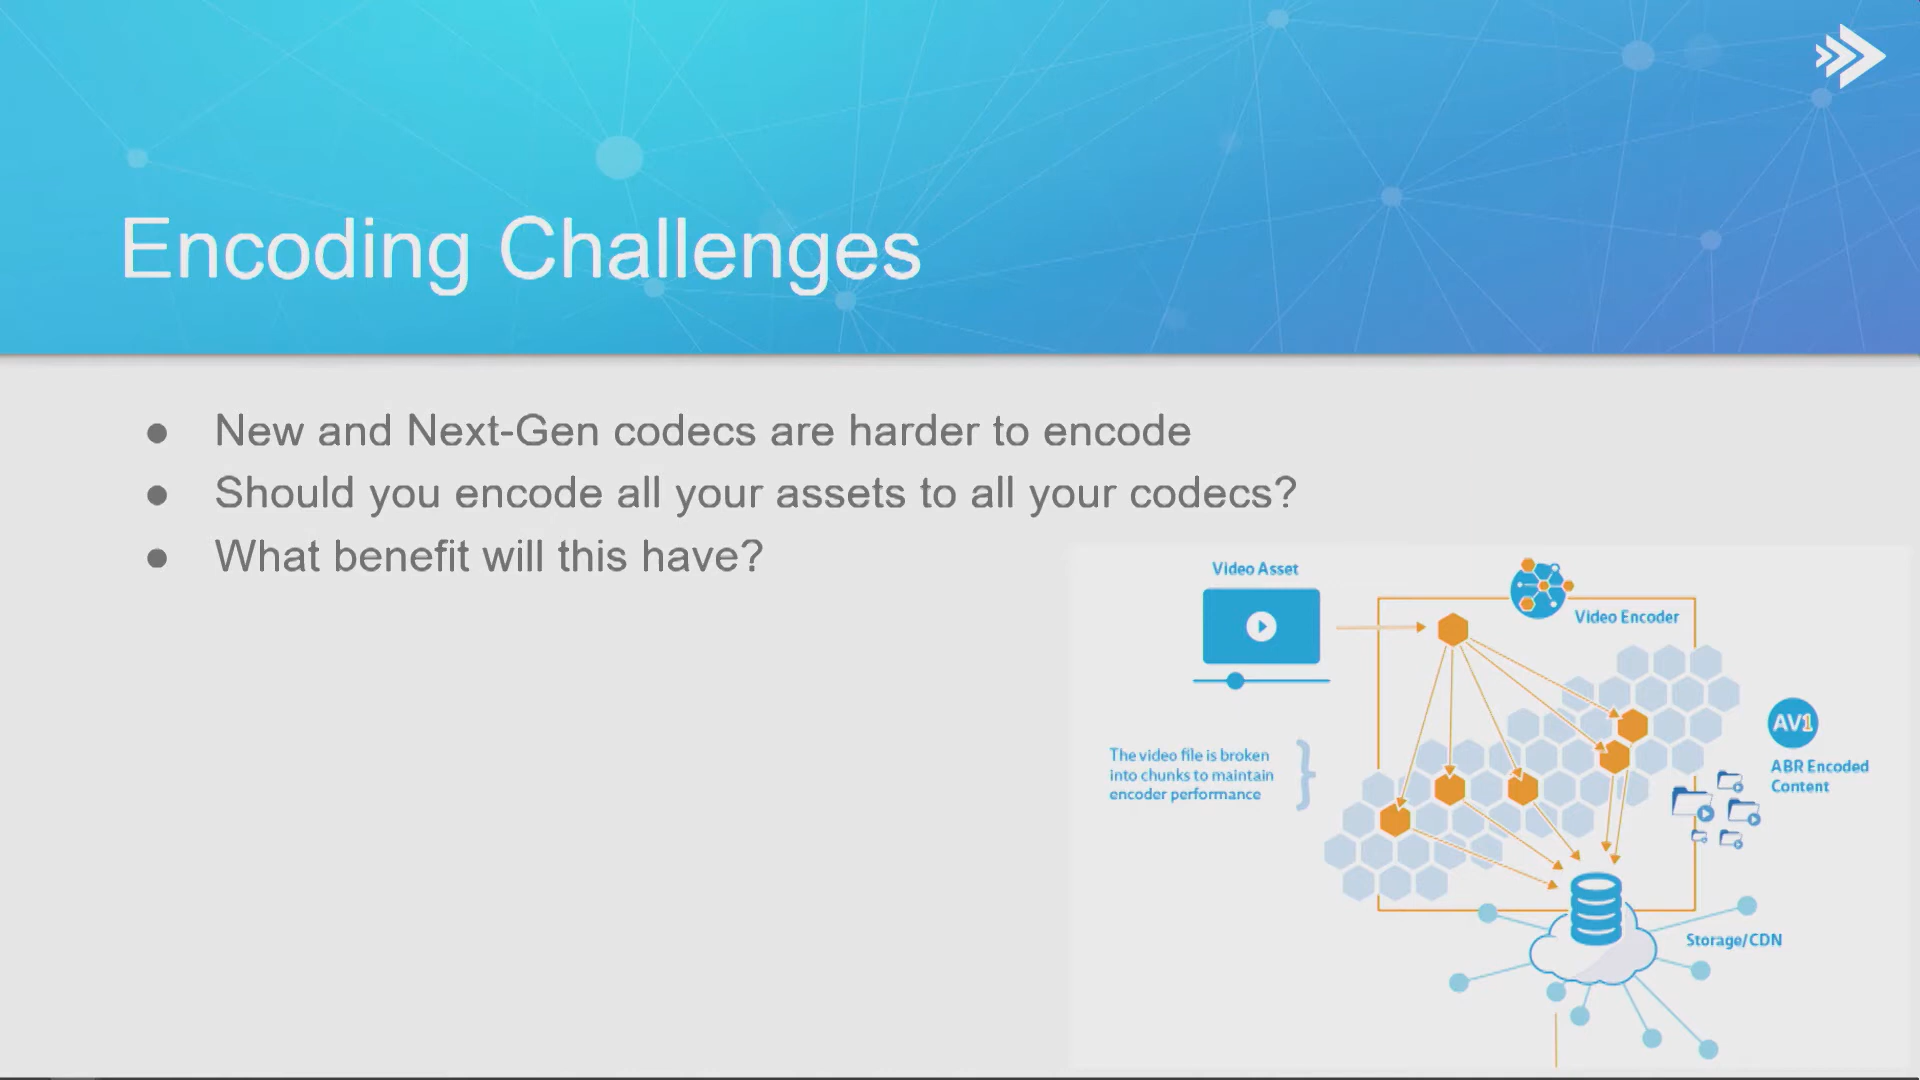 Encoding Challenges
● New and Next-Gen codecs are harder to encode
● Should you encode all your assets to all your codecs?
● What benefit will this have?
Video Asset
Video Encoder
The video file is broken
into chunks to maintain
encoder performance
AV1
ABR Encoded
Content
Storage/CDN